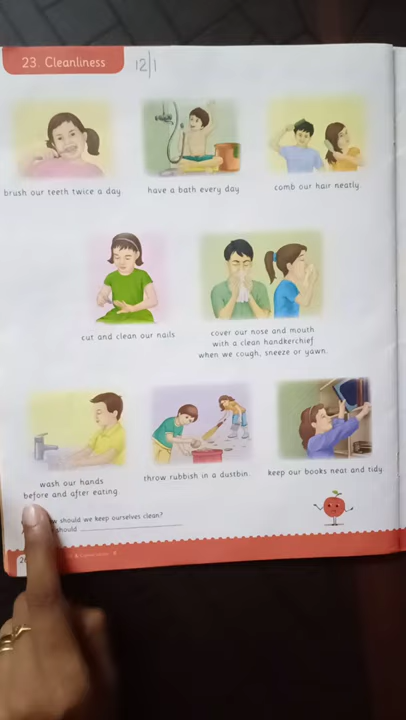 23. Cleanliness
12|1
brush our teeth twice a day.
have a bath every day
comb our hair neatly.
cut and clean our nails
cover our nose and mouth
with a clean handkerchief
when we cough, sneeze or yawn.
wash our hands
before and after eating.
throw rubbish in a dustbin.
keep our books neat and tidy
should we keep ourselves clean?
should